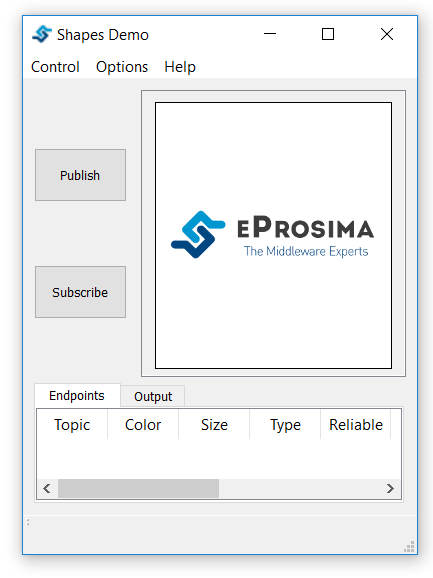 Shapes Demo
Control Options Help
Publish
Subscribe
EPROSIMA
The Middleware Experts
Endpoints Output
Topic Color Size Type Reliable